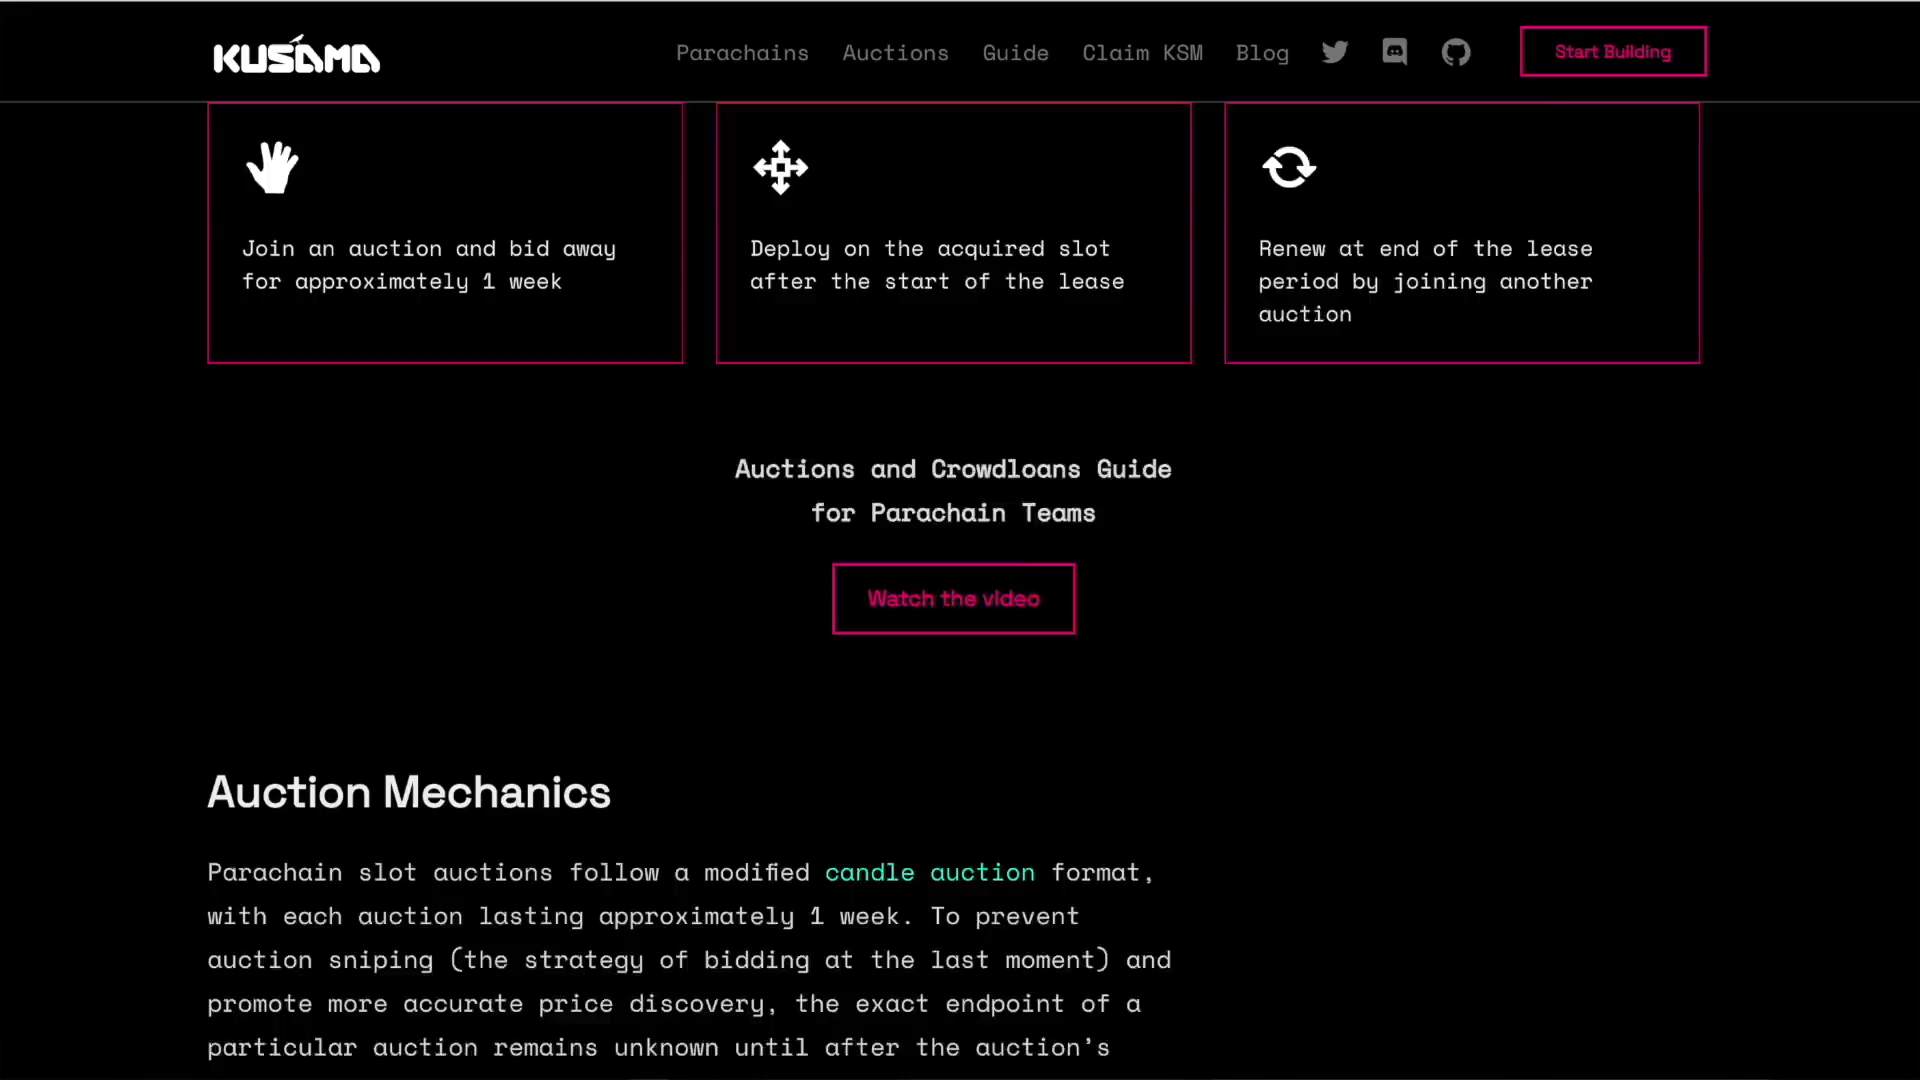 KUSAMA
Parachains
Auctions
Guide
Claim KSM
Blog
Start Building
Join an auction and bid away
for approximately 1 week
Deploy on the acquired slot
after the start of the lease
Renew at end of the lease
period by joining another
auction
Auctions and Crowdloans Guide
for Parachain Teams
Watch the video
Auction Mechanics
Parachain slot auctions follow a modified candle auction format,
with each auction lasting approximately 1 week. To prevent
auction sniping (the strategy of bidding at the last moment) and
promote more accurate price discovery, the exact endpoint of a
particular auction remains unknown until after the auction’s